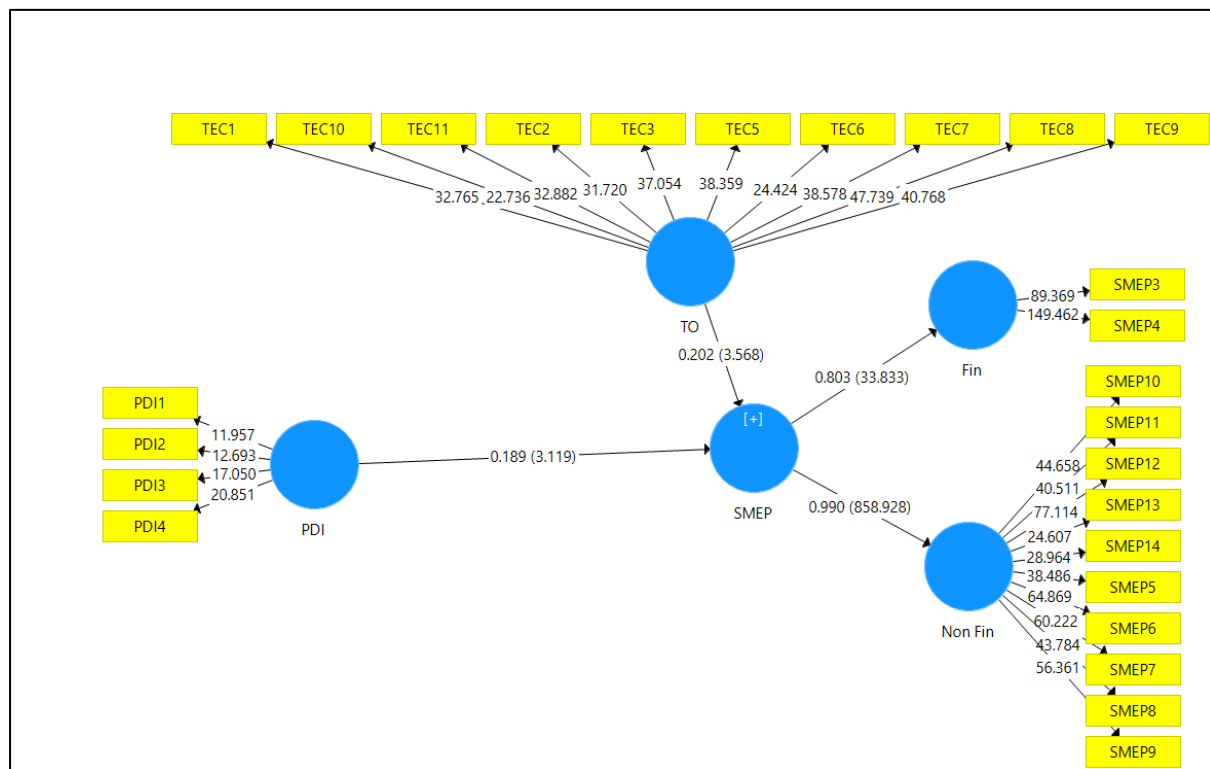 TEC1 TEC10 TEC11 TEC2 TEC3 TEC5 TEC6 TEC7 TEC8 TEC9
32.765 22.736 32.882 31.720 37.054 38.359 24.424 38.578 47.739 40.768
TO
SMEP3
89.369
149.462
SMEP4
Fin
0.202 (3.568)
0.803 (33.833)
PDI1
PDI2
PDI3
PDI4
11.957
12.693
17.050
20.851
PDI
0.189 (3.119)
[+]
SMEP
0.990 (858.928)
Non Fin
44.658
40.511
77.114
24.607
28.964
38.486
64.869
60.222
43.784
56.361
SMEP10
SMEP11
SMEP12
SMEP13
SMEP14
SMEP5
SMEP6
SMEP7
SMEP8
SMEP9